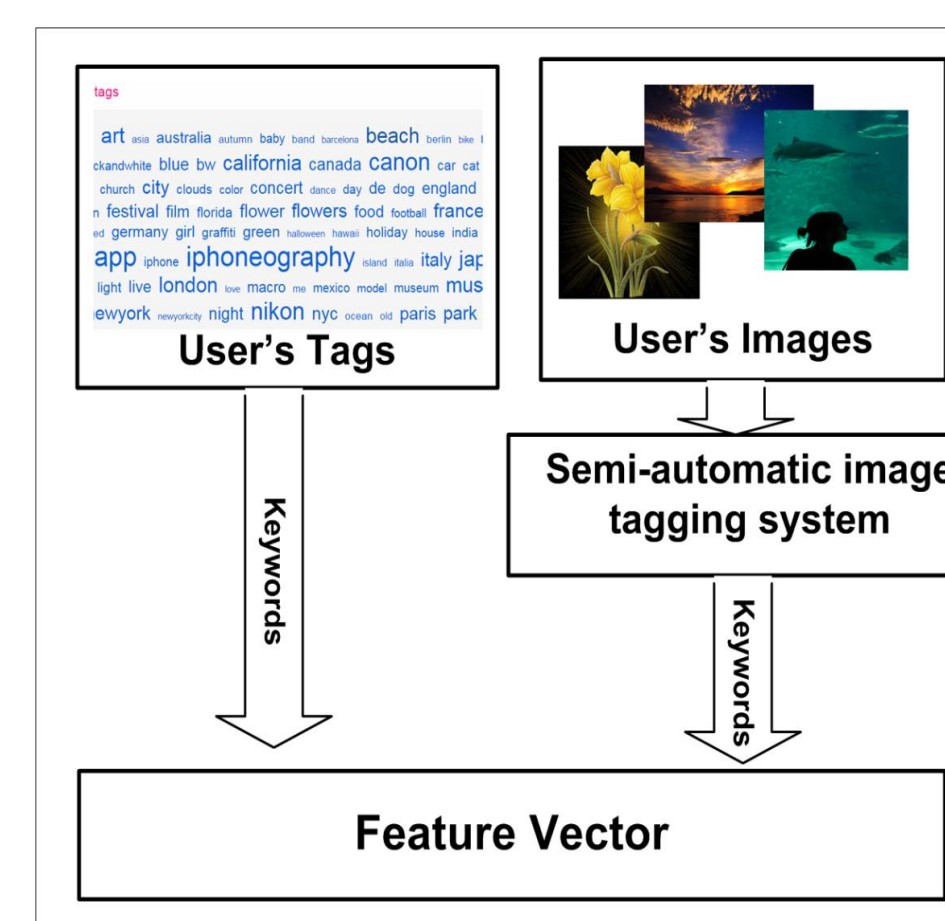 tags
art asia australia autumn baby band barcelona beach berlin bike
ckandwhite blue bw california canada canon car cat
church city clouds color concert dance day de dog england
n festival film florida flower flowers food football france
ed germany girl graffiti green halloween hawaii holiday house india
app iphone iphoneography island italia italy jap
light live london love macro me mexico model museum mus
ewyork newyorkcity night nikon nyc ocean old paris park
User's Tags
User's Images
Semi-automatic image
tagging system
Keywords
Keywords
Feature Vector